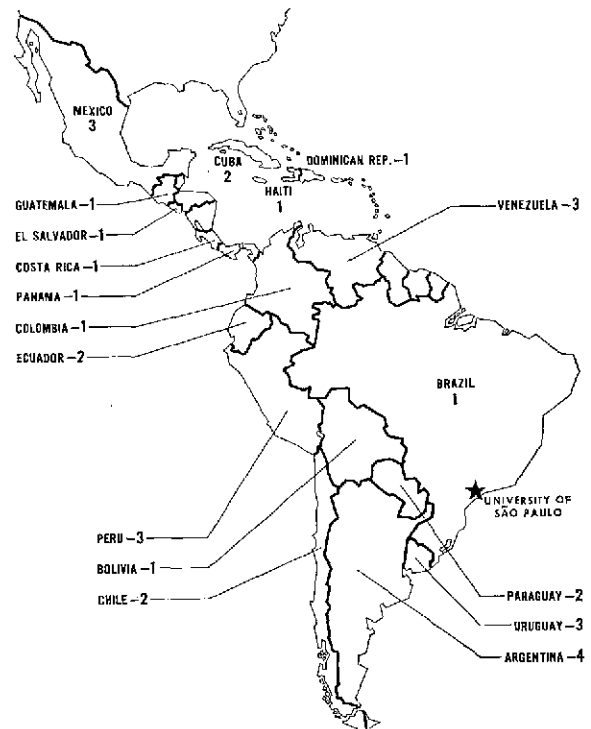 MEXICO
3
CUBA
2
DOMINICAN REP.–1
HAITI
1
GUATEMALA–1
EL SALVADOR–1
COSTA RICA–1
PANAMA–1
COLOMBIA–1
ECUADOR–2
VENEZUELA–3
BRAZIL
1
UNIVERSITY OF
SÃO PAULO
PERU–3
BOLIVIA–1
CHILE–2
PARAGUAY–2
URUGUAY–3
ARGENTINA–4